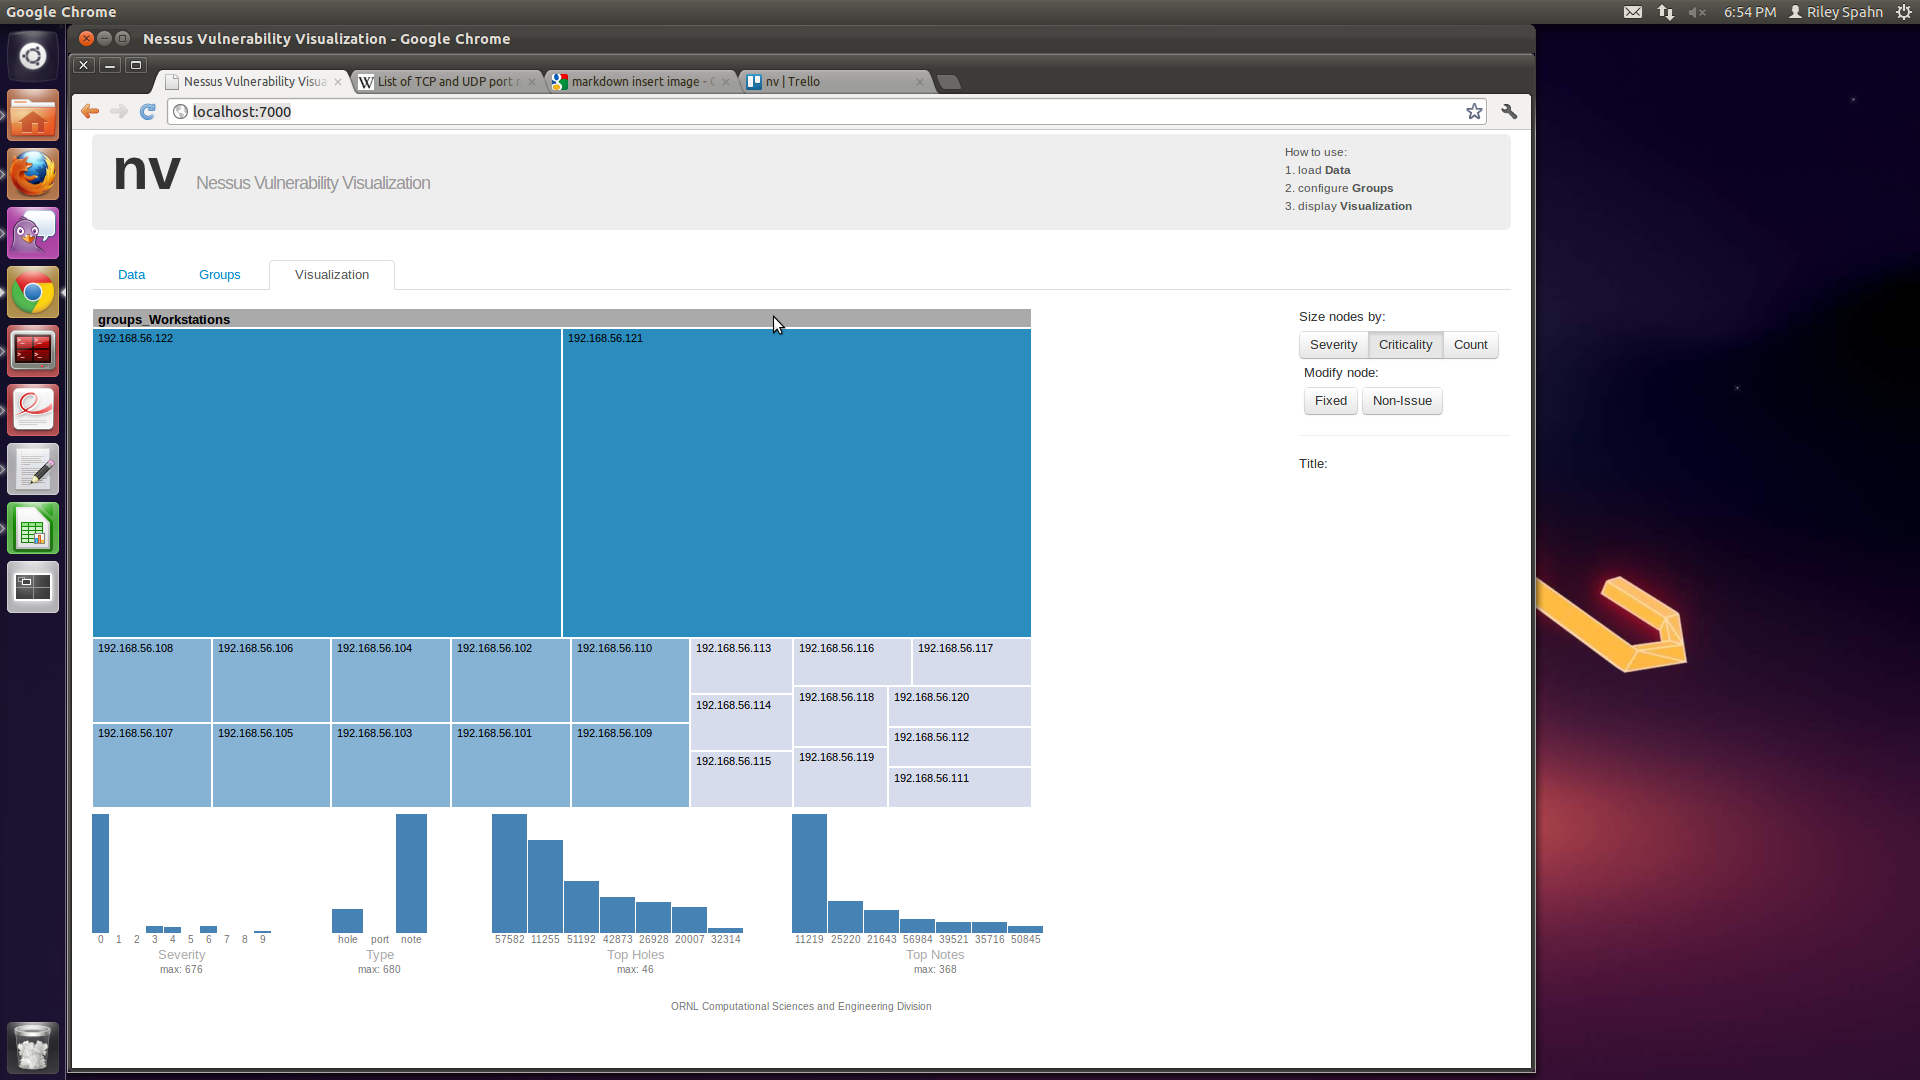 Google Chrome
6:54 PM Riley Spahn
Nessus Vulnerability Visualization - Google Chrome
Nessus Vulnerability Visua
List of TCP and UDP port
markdown insert image -
nv | Trello
localhost:7000
nv Nessus Vulnerability Visualization
How to use:
1. load Data
2. configure Groups
3. display Visualization
Data Groups Visualization
groups_Workstations
192.168.56.122 192.168.56.121
Size nodes by:
Severity Criticality Count
Modify node:
Fixed Non-Issue
Title:
192.168.56.108 192.168.56.106 192.168.56.104 192.168.56.102 192.168.56.110 192.168.56.113 192.168.56.116 192.168.56.117
192.168.56.114 192.168.56.118 192.168.56.120
192.168.56.107 192.168.56.105 192.168.56.103 192.168.56.101 192.168.56.109 192.168.56.112
192.168.56.115 192.168.56.119
192.168.56.111
0 1 2 3 4 5 6 7 8 9
Severity
max: 676
hole port note
Type
max: 680
57582 11255 51192 42873 26928 20007 32314
Top Holes
max: 46
11219 25220 21643 56984 39521 35716 50845
Top Notes
max: 368
ORNL Computational Sciences and Engineering Division